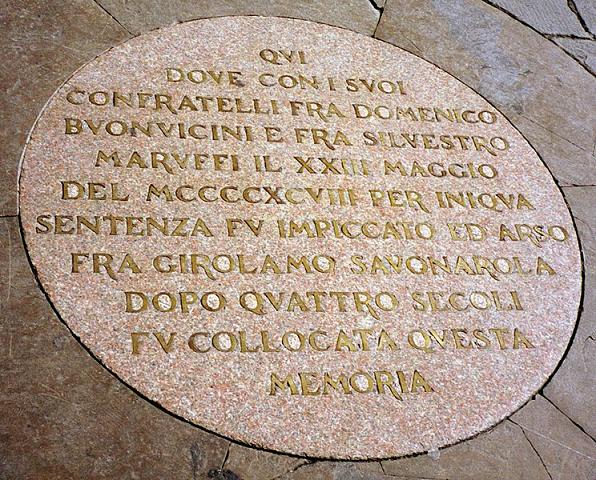 QVI
DOVE CON I SVOI
CONFRATELLI FRA DOMENICO
BVONVICINI E FRA SILVESTRO
MARVFFI IL XXIII MAGGIO
DEL MCCCCXCVIII PER INIQVA
SENTENZA FV IMPICCATO ED ARSO
FRA GIROLAMO SAVONAROLA
DOPO QVATTRO SECOLI
FV COLLOCATA QVESTA
MEMORIA